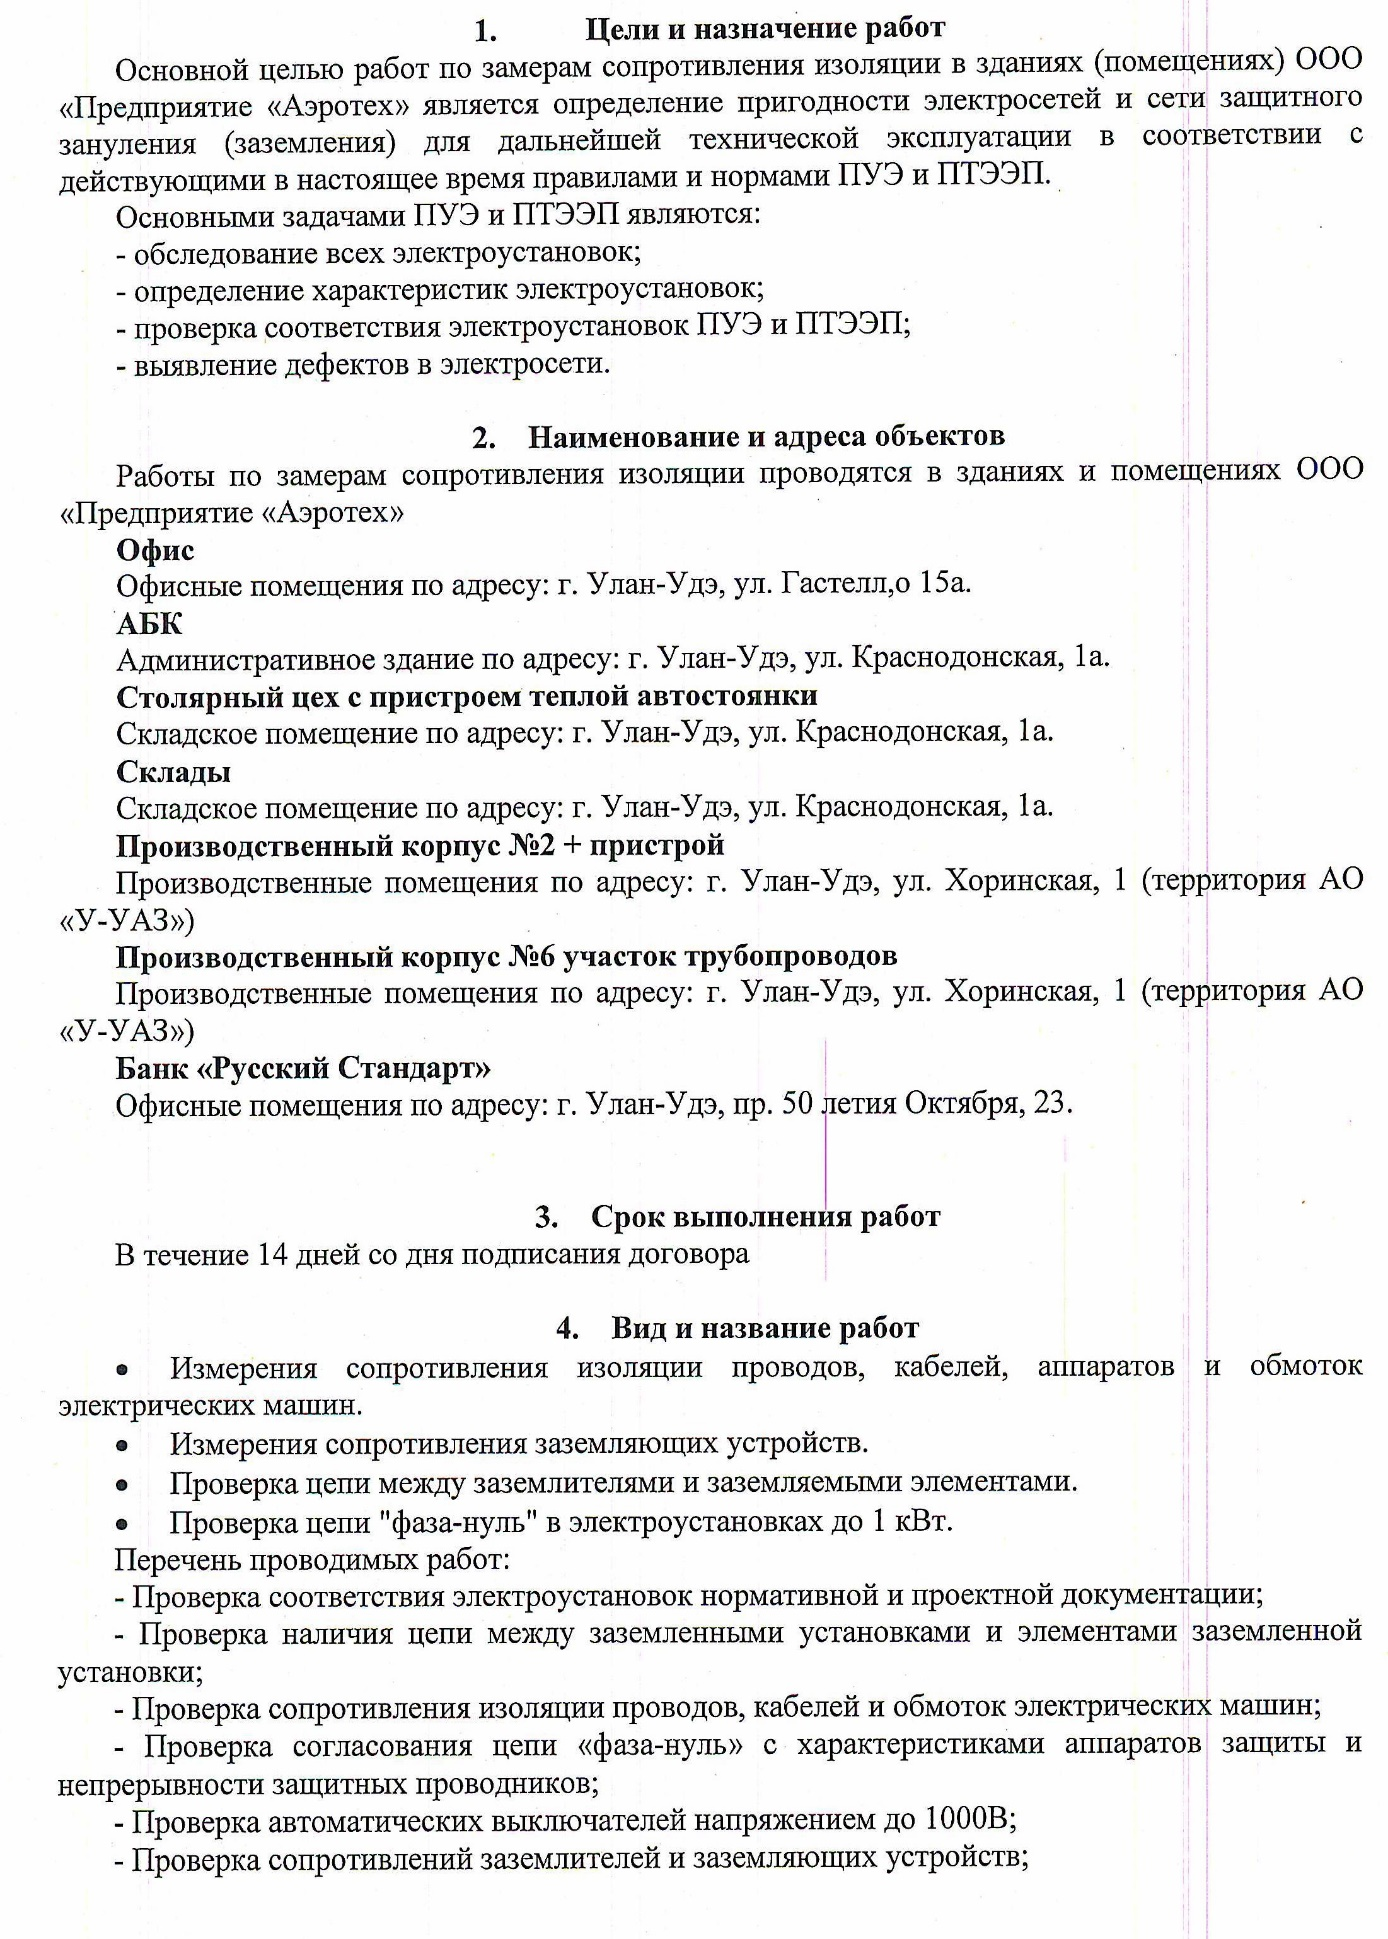 1. Цели и назначение работ
Основной целью работ по замерам сопротивления изоляции в зданиях (помещениях) ООО
«Предприятие «Аэротех» является определение пригодности электросетей и сети защитного
зануления (заземления) для дальнейшей технической эксплуатации в соответствии с
действующими в настоящее время правилами и нормами ПУЭ и ПТЭЭП.
Основными задачами ПУЭ и ПТЭЭП являются:
- обследование всех электроустановок;
- определение характеристик электроустановок;
- проверка соответствия электроустановок ПУЭ и ПТЭЭП;
- выявление дефектов в электросети.
2. Наименование и адреса объектов
Работы по замерам сопротивления изоляции проводятся в зданиях и помещениях ООО
«Предприятие «Аэротех»
Офис
Офисные помещения по адресу: г. Улан-Удэ, ул. Гастелл,о 15а.
АБК
Административное здание по адресу: г. Улан-Удэ, ул. Краснодонская, 1а.
Столярный цех с пристроем теплой автостоянки
Складское помещение по адресу: г. Улан-Удэ, ул. Краснодонская, 1а.
Склады
Складское помещение по адресу: г. Улан-Удэ, ул. Краснодонская, 1а.
Производственный корпус №2 + пристрой
Производственные помещения по адресу: г. Улан-Удэ, ул. Хоринская, 1 (территория АО
«У-УАЗ»)
Производственный корпус №6 участок трубопроводов
Производственные помещения по адресу: г. Улан-Удэ, ул. Хоринская, 1 (территория АО
«У-УАЗ»)
Банк «Русский Стандарт»
Офисные помещения по адресу: г. Улан-Удэ, пр. 50 летия Октября, 23.
3. Срок выполнения работ
В течение 14 дней со дня подписания договора
4. Вид и название работ
• Измерения сопротивления изоляции проводов, кабелей, аппаратов и обмоток
электрических машин.
• Измерения сопротивления заземляющих устройств.
• Проверка цепи между заземлителями и заземляемыми элементами.
• Проверка цепи "фаза-нуль" в электроустановках до 1 кВт.
Перечень проводимых работ:
- Проверка соответствия электроустановок нормативной и проектной документации;
- Проверка наличия цепи между заземленными установками и элементами заземленной
установки;
- Проверка сопротивления изоляции проводов, кабелей и обмоток электрических машин;
- Проверка согласования цепи «фаза-нуль» с характеристиками аппаратов защиты и
непрерывности защитных проводников;
- Проверка автоматических выключателей напряжением до 1000В;
- Проверка сопротивлений заземлителей и заземляющих устройств;